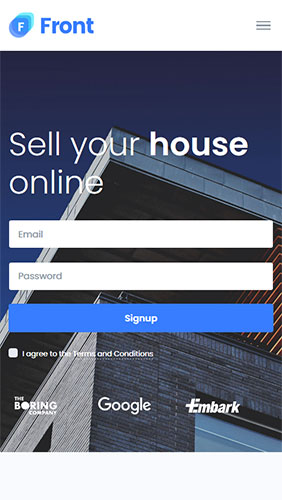 F Front
Sell your house
online
Email
Password
Signup
I agree to the Terms and Conditions
THE
BORING
COMPANY
Google
Embark